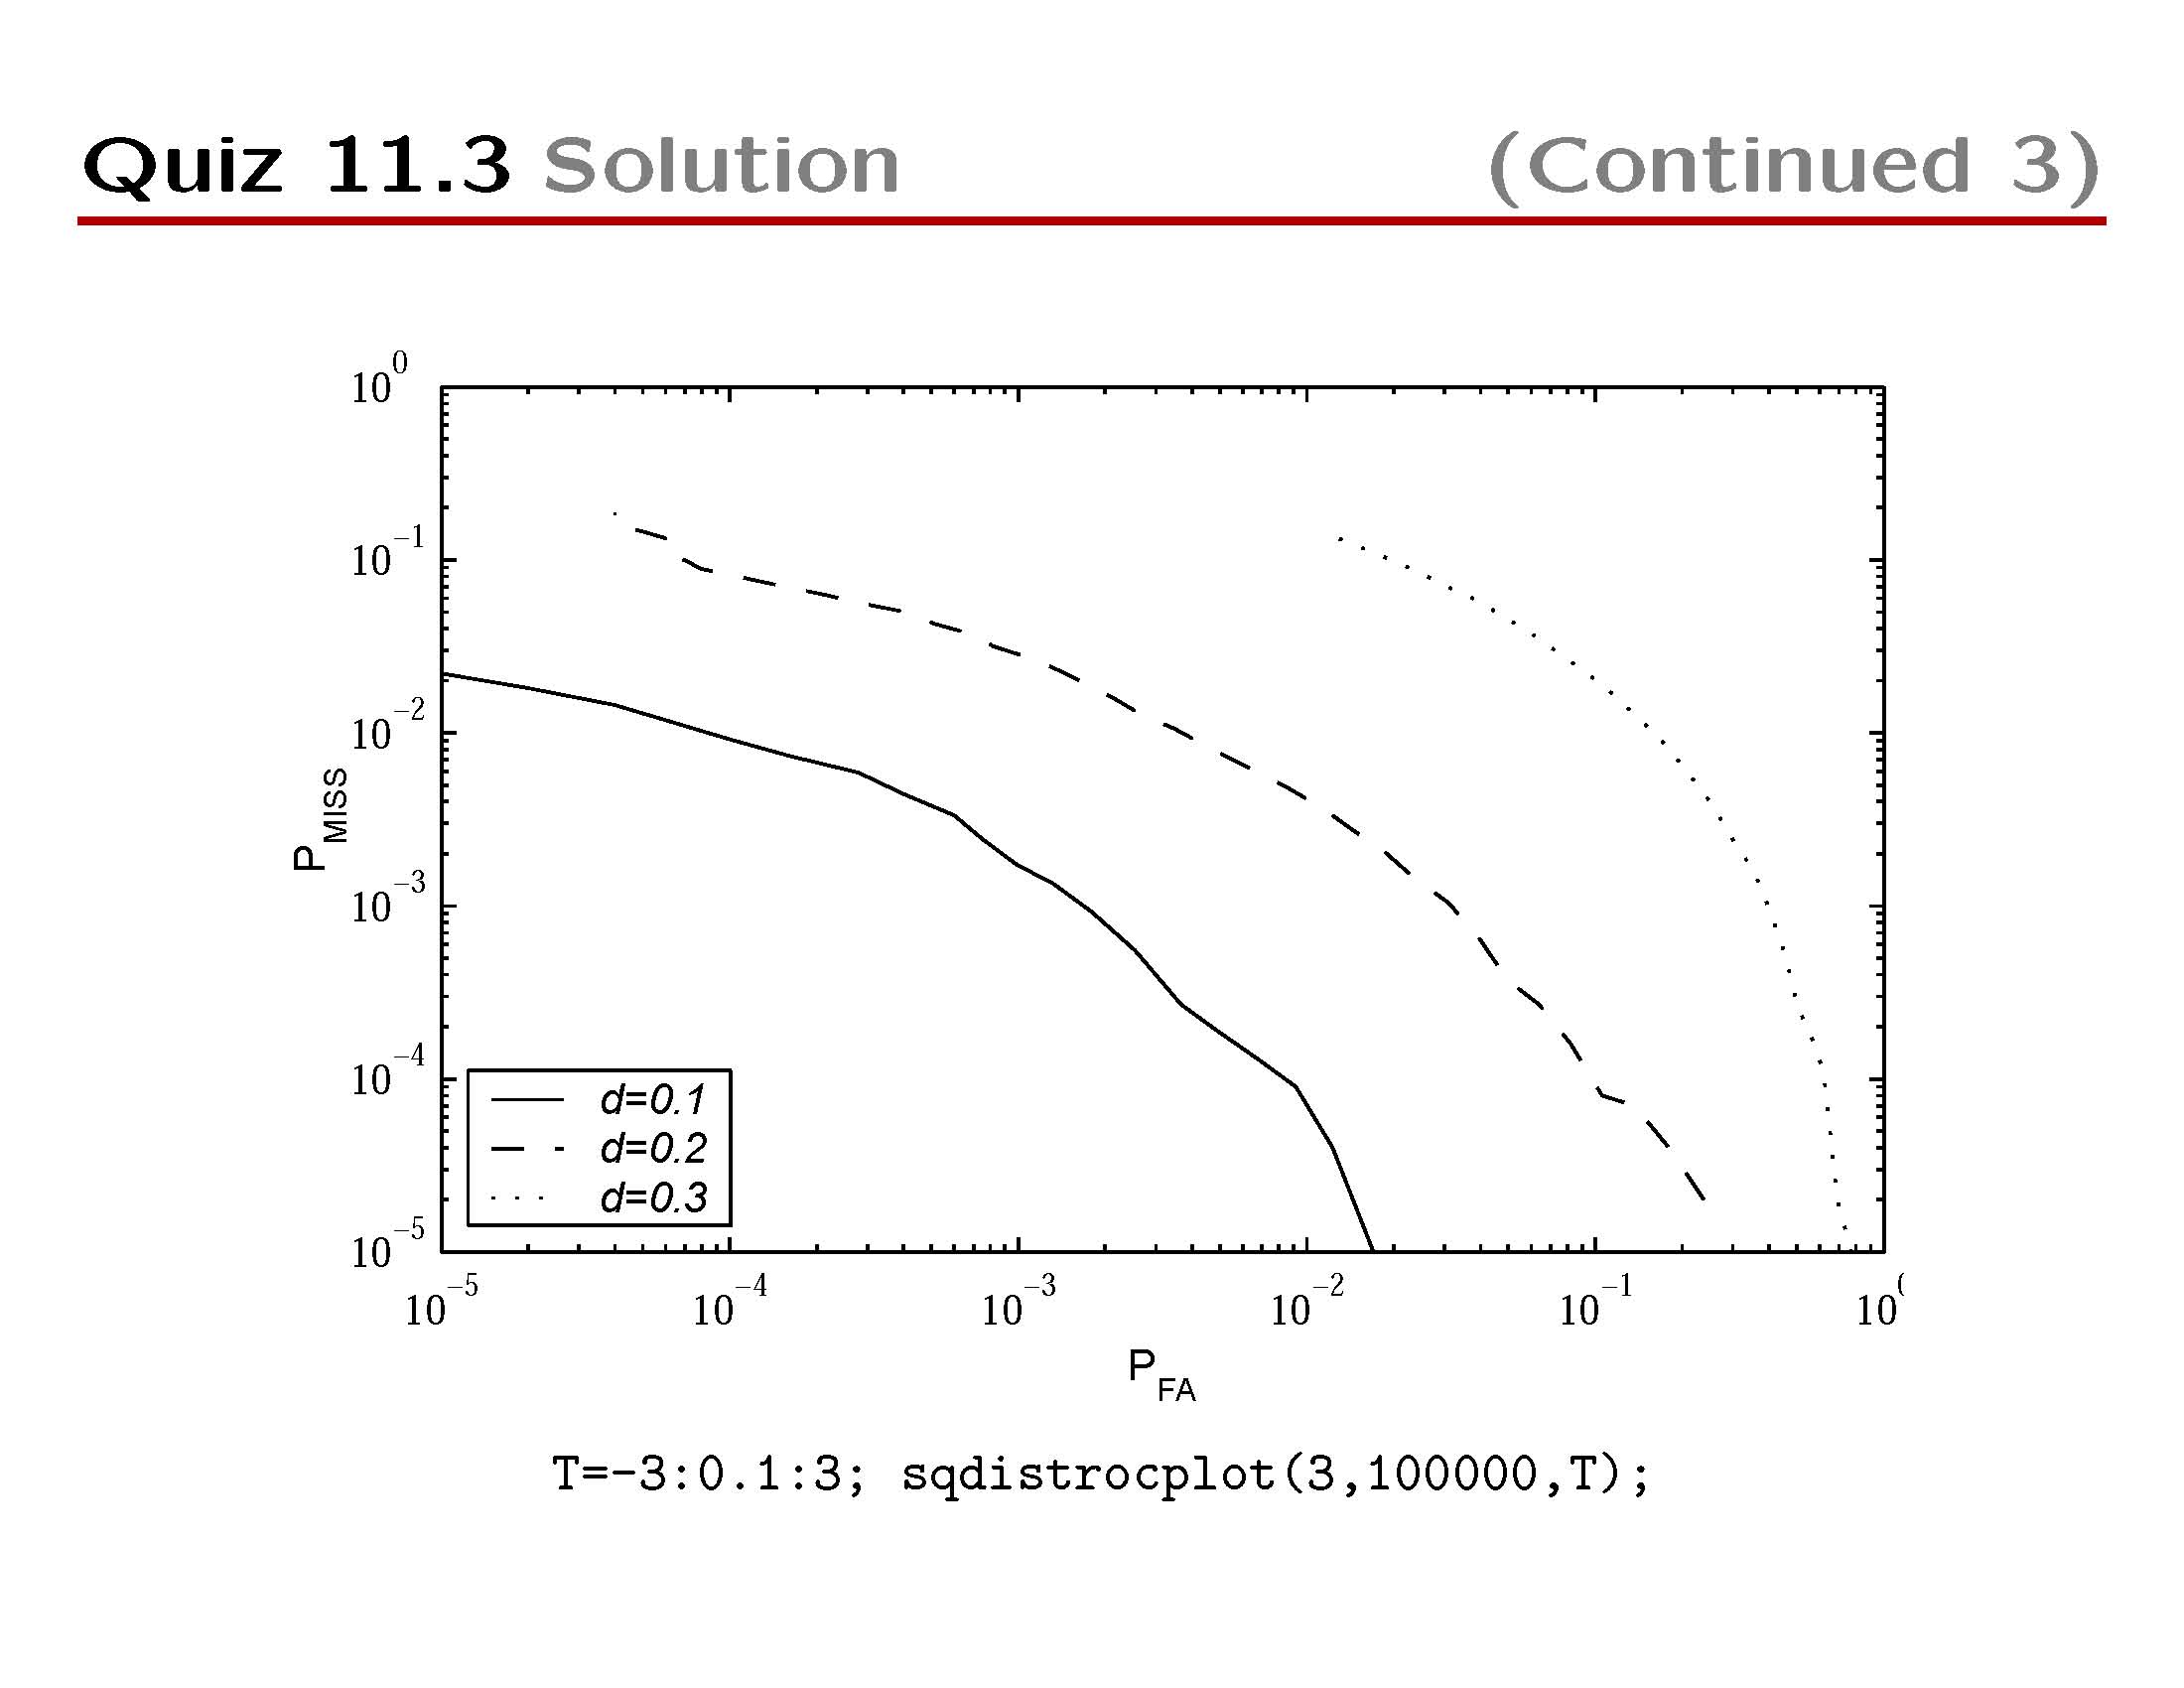 Quiz 11.3 Solution (Continued 3)
10^0
10^-1
10^-2
10^-3
10^-4
10^-5
P_MISS
d=0.1
d=0.2
d=0.3
10^-5 10^-4 10^-3 10^-2 10^-1 10
P_FA
T=-3:0.1:3; sqdistrocplot(3,100000,T);